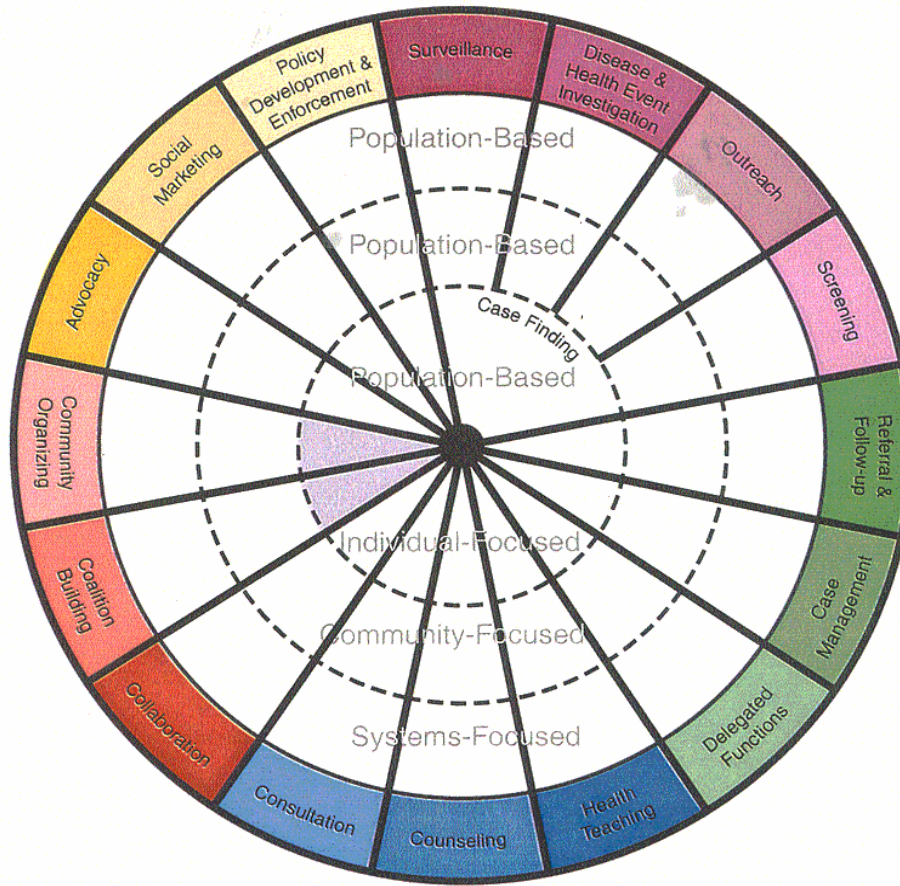 Surveillance
Disease &
Health Event
Investigation
Outreach
Screening
Referral &
Follow-up
Case
Management
Delegated
Functions
Health
Teaching
Counseling
Consultation
Collaboration
Coalition
Building
Community
Organizing
Advocacy
Social
Marketing
Policy
Development &
Enforcement
Population-Based
Population-Based
Case Finding
Population-Based
Individual-Focused
Community-Focused
Systems-Focused